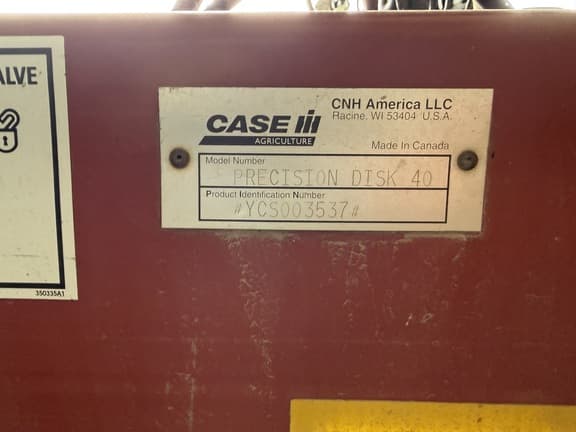 ALVE
350335A1
CNH America LLC
Racine, WI 53404 U.S.A.
CASE IH
AGRICULTURE
Made in Canada
Model Number
PRECISION DISK 40
Product Identification Number
#YCS003537#